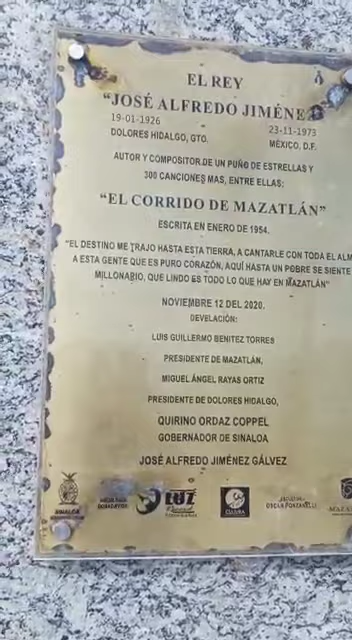 EL REY
"JOSÉ ALFREDO JIMÉNEZ
19-01-1926
23-11-1973
DOLORES HIDALGO, GTO.
MÉXICO, D.F.
AUTOR Y COMPOSITOR DE UN PUÑO DE ESTRELLAS Y
300 CANCIONES MAS, ENTRE ELLAS:
"EL CORRIDO DE MAZATLÁN"
ESCRITA EN ENERO DE 1954.
"EL DESTINO ME TRAJO HASTA ESTA TIERRA, A CANTARLE CON TODA EL ALM
A ESTA GENTE QUE ES PURO CORAZÓN, AQUÍ HASTA UN POBRE SE SIENTE
MILLONARIO, QUE LINDO ES TODO LO QUE HAY EN MAZATLÁN"
NOVIEMBRE 12 DEL 2020.
DEVELACIÓN:
LUIS GUILLERMO BENITEZ TORRES
PRESIDENTE DE MAZATLÁN,
MIGUEL ÁNGEL RAYAS ORTIZ
PRESIDENTE DE DOLORES HIDALGO,
QUIRINO ORDAZ COPPEL
GOBERNADOR DE SINALOA
JOSÉ ALFREDO JIMÉNEZ GÁLVEZ
SINALOA
LUZ
OSCAR PONZANELLI